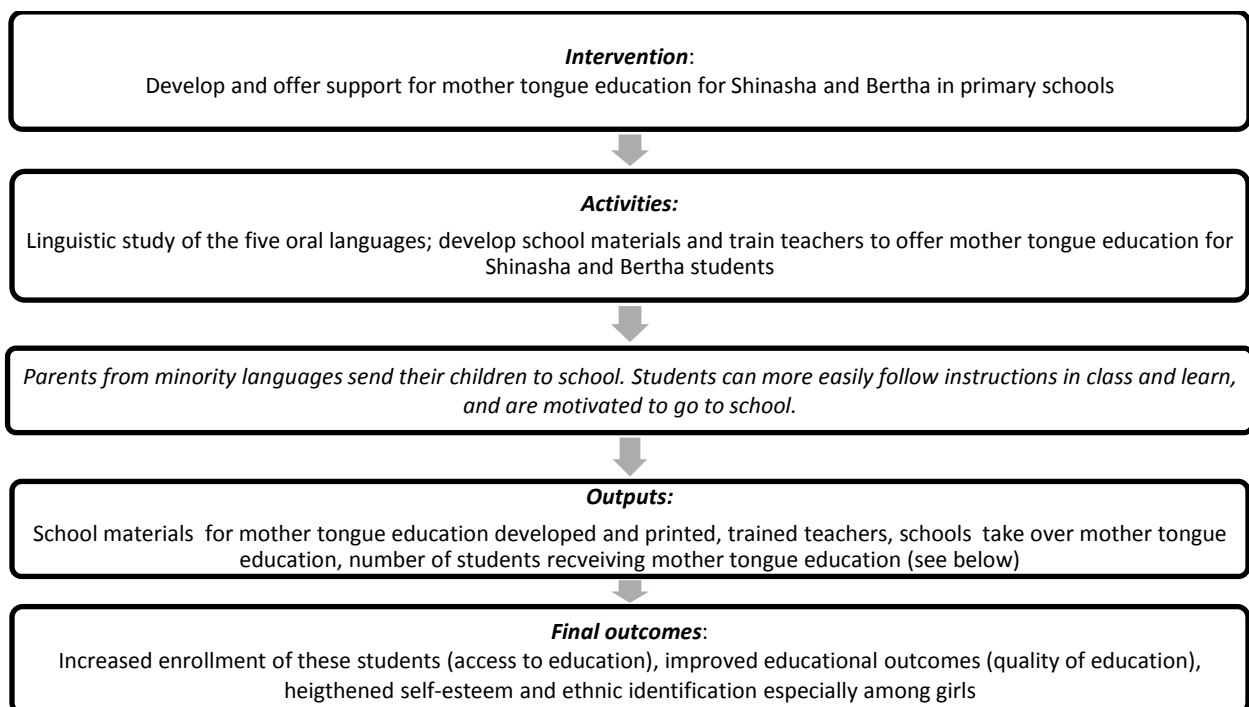 Intervention:
Develop and offer support for mother tongue education for Shinasha and Bertha in primary schools
Activities:
Linguistic study of the five oral languages; develop school materials and train teachers to offer mother tongue education for
Shinasha and Bertha students
Parents from minority languages send their children to school. Students can more easily follow instructions in class and learn,
and are motivated to go to school.
Outputs:
School materials for mother tongue education developed and printed, trained teachers, schools take over mother tongue
education, number of students recveiving mother tongue education (see below)
Final outcomes:
Increased enrollment of these students (access to education), improved educational outcomes (quality of education),
heigthened self-esteem and ethnic identification especially among girls